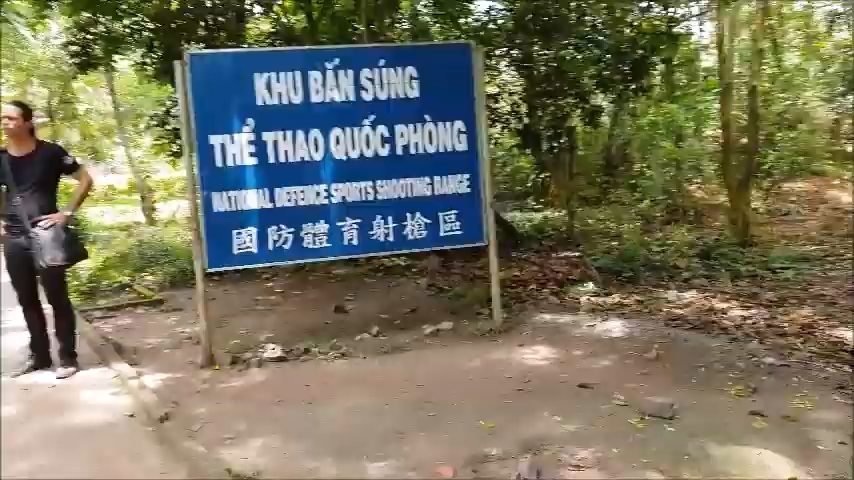 KHU BẮN SÚNG
THỂ THAO QUỐC PHÒNG
NATIONAL DEFENCE SPORTS SHOOTING RANGE
國防體育射槍區